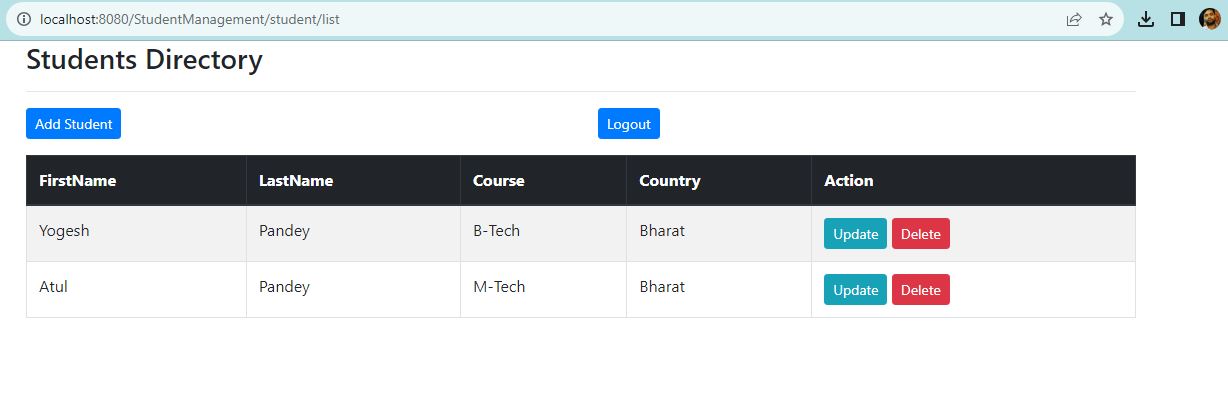 localhost:8080/StudentManagement/student/list
Students Directory
Add Student Logout
FirstName LastName Course Country Action
Yogesh Pandey B-Tech Bharat Update Delete
Atul Pandey M-Tech Bharat Update Delete